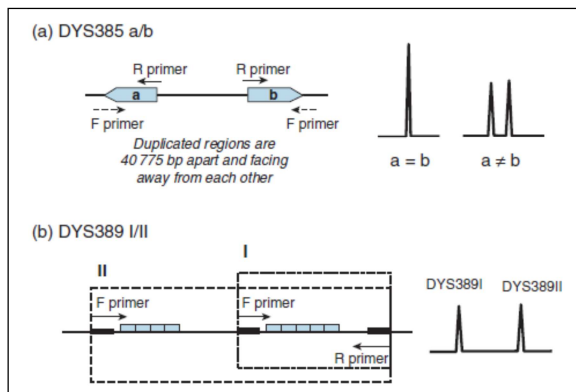 (a) DYS385 a/b
R primer R primer
a b
F primer F primer
Duplicated regions are
40 775 bp apart and facing
away from each other
a = b a ≠ b
(b) DYS389 I/II
I
II
F primer F primer
R primer
DYS389I DYS389II